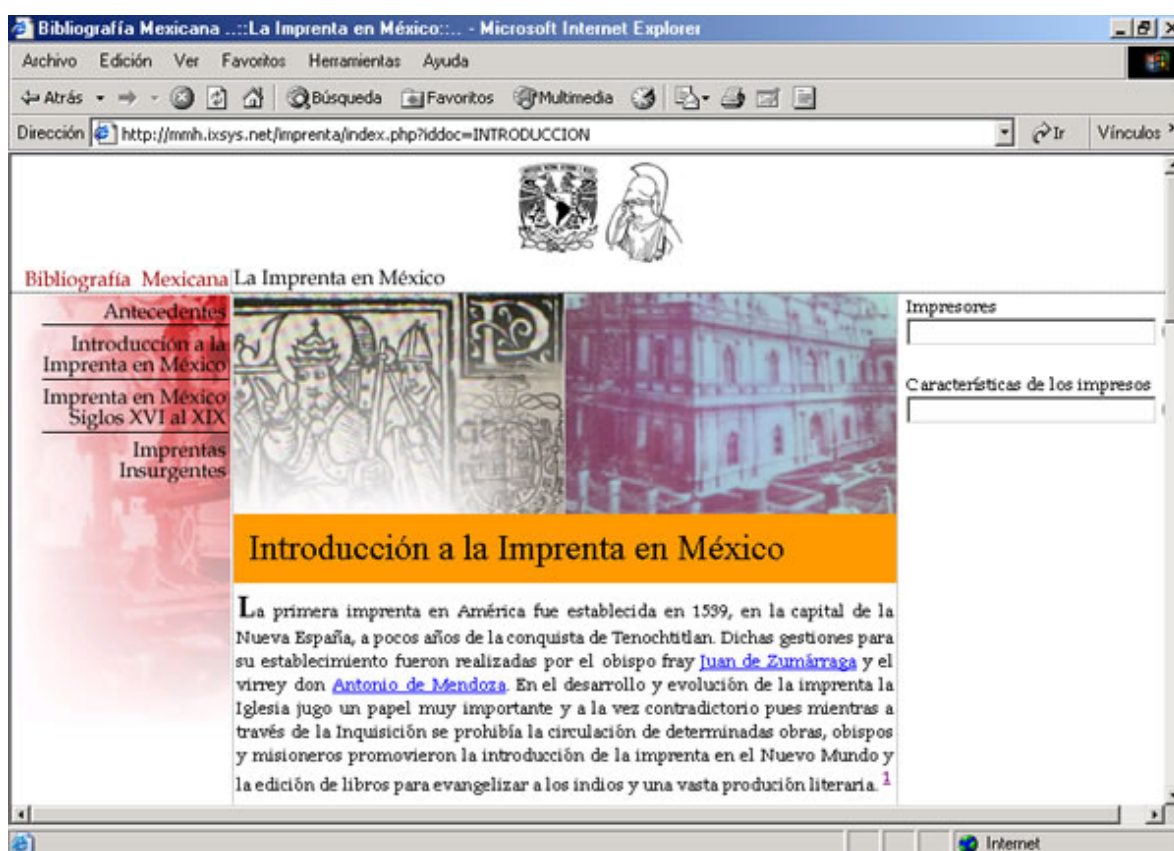 Bibliografía Mexicana ..::La Imprenta en México::... - Microsoft Internet Explorer
Archivo Edición Ver Favoritos Herramientas Ayuda
Atrás Búsqueda Favoritos Multimedia
Dirección http://mmh.ixsys.net/imprenta/index.php?iddoc=INTRODUCCION Ir Vínculos
Bibliografía Mexicana La Imprenta en México
Antecedentes
Introducción a la
Imprenta en México
Imprenta en México
Siglos XVI al XIX
Imprentas
Insurgentes
Introducción a la Imprenta en México
La primera imprenta en América fue establecida en 1539, en la capital de la
Nueva España, a pocos años de la conquista de Tenochtitlan. Dichas gestiones para
su establecimiento fueron realizadas por el obispo fray Juan de Zumárraga y el
virrey don Antonio de Mendoza. En el desarrollo y evolución de la imprenta la
Iglesia jugo un papel muy importante y a la vez contradictorio pues mientras a
través de la Inquisición se prohibía la circulación de determinadas obras, obispos
y misioneros promovieron la introducción de la imprenta en el Nuevo Mundo y
la edición de libros para evangelizar a los indios y una vasta produción literaria. 1
Impresores
Características de los impresos
Internet